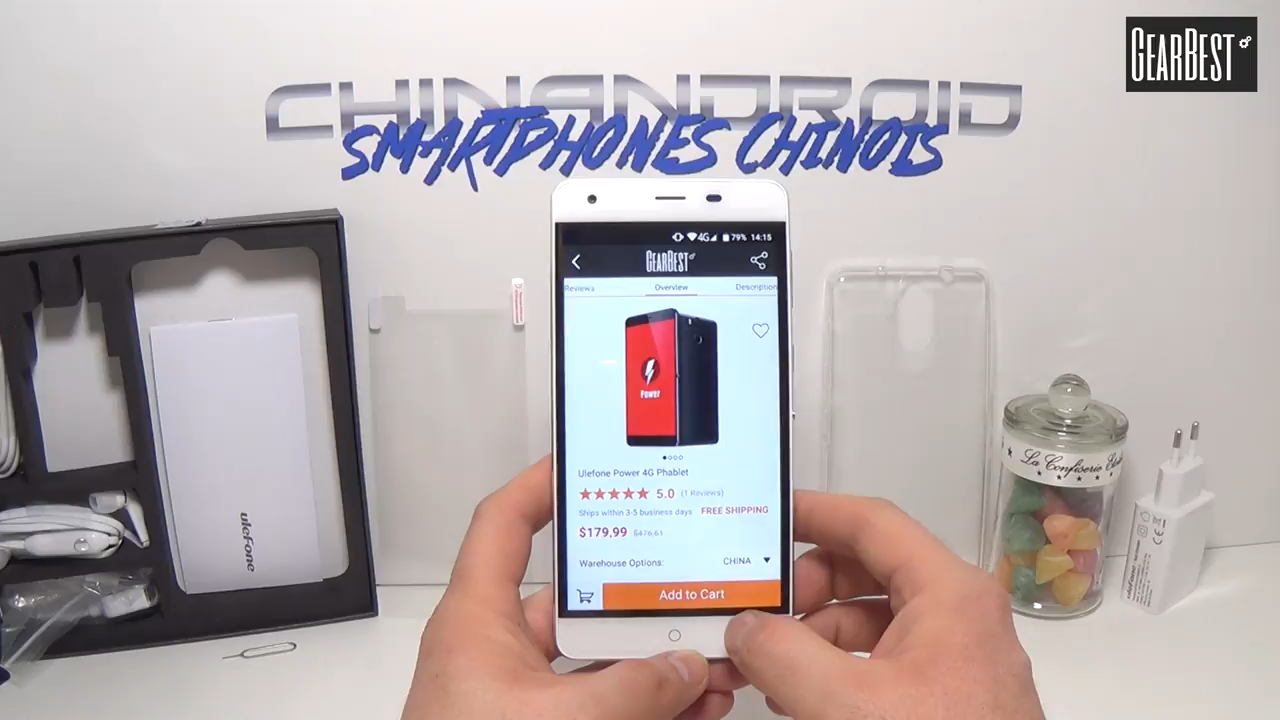 GEARBEST
CHINANDROID
SMARTPHONES CHINOIS
4G 79% 14:15
GEARBEST
Reviews Overview Description
Power
Ulefone Power 4G Phablet
5.0 (1 Reviews)
Ships within 3-5 business days FREE SHIPPING
$179,99 $476,61
Warehouse Options: CHINA
Add to Cart
ulefone
La Confiserie
ulefone